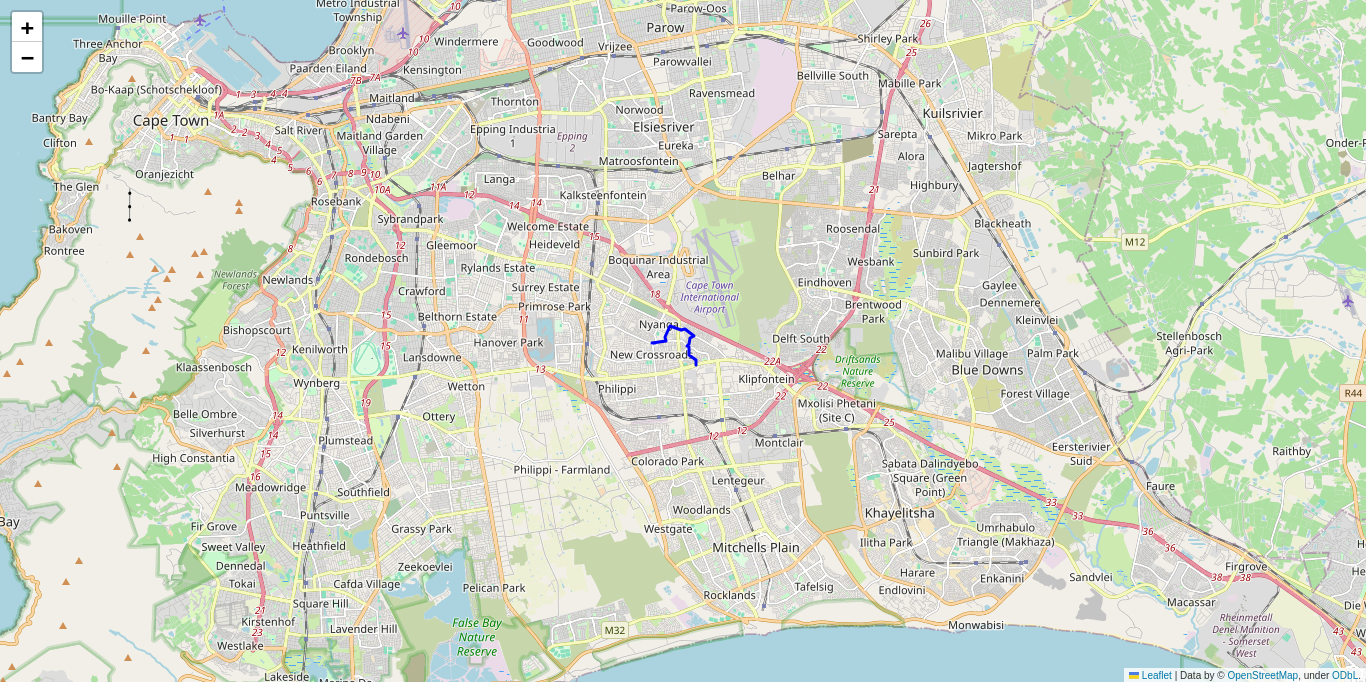 +
−
Mouille Point
Metro Industrial
Township
Parow-Oos
Parow
Shirley Park
Three Anchor
Bay
Brooklyn
Windermere
Goodwood
Vrijzee
Parowvallei
Paarden Eiland
Kensington
Bellville South
Mabille Park
Bo-Kaap (Schotschekloof)
Maitland
Thornton
Ravensmead
Kuilsrivier
Bantry Bay
Cape Town
Ndabeni
Norwood
Elsiesriver
Salt River
Maitland Garden
Village
Epping Industria
1
Epping
2
Eureka
Sarepta
Mikro Park
Clifton
Matroosfontein
Alora
Jagtershof
Oranjezicht
Langa
Belhar
Highbury
The Glen
Rosebank
Kalksteenfontein
Sybrandpark
Welcome Estate
Roosendal
Blackheath
Bakoven
Rontree
Gleemoor
Heideveld
M12
Rondebosch
Boquinar Industrial
Area
Wesbank
Sunbird Park
Newlands
Forest
Newlands
Rylands Estate
Crawford
Surrey Estate
Cape Town
International
Airport
Eindhoven
Gaylee
Dennemere
Primrose Park
Brentwood
Park
Kleinvlei
Bishopscourt
Belthorn Estate
Nyanga
Delft South
Stellenbosch
Agri-Park
Kenilworth
Hanover Park
New Crossroads
Malibu Village
Palm Park
Klaassenbosch
Lansdowne
Driftsands
Nature
Reserve
Blue Downs
Wynberg
Wetton
Philippi
Klipfontein
Forest Village
R44
Belle Ombre
Ottery
Mxolisi Phetani
(Site C)
Silverhurst
Plumstead
Montclair
Eersterivier
Suid
Raithby
High Constantia
Philippi - Farmland
Colorado Park
Sabata Dalindyebo
Square (Green
Point)
Meadowridge
Southfield
Lentegeur
Faure
Bay
Fir Grove
Puntsville
Grassy Park
Woodlands
Khayelitsha
Westgate
Umrhabulo
Triangle (Makhaza)
Sweet Valley
Heathfield
Mitchells Plain
Ilitha Park
Dennedal
Zeekoevlei
Firgrove
Tokai
Cafda Village
Pelican Park
Tafelsig
Harare
Enkanini
Sandvlei
Square Hill
Rocklands
Endlovini
Macassar
Kirstenhof
Lavender Hill
False Bay
Nature
Reserve
M32
Monwabisi
Rheinmetall
Denel Munition
- Somerset
West
Westlake
Lakeside
Leaflet | Data by © OpenStreetMap, under ODbL.